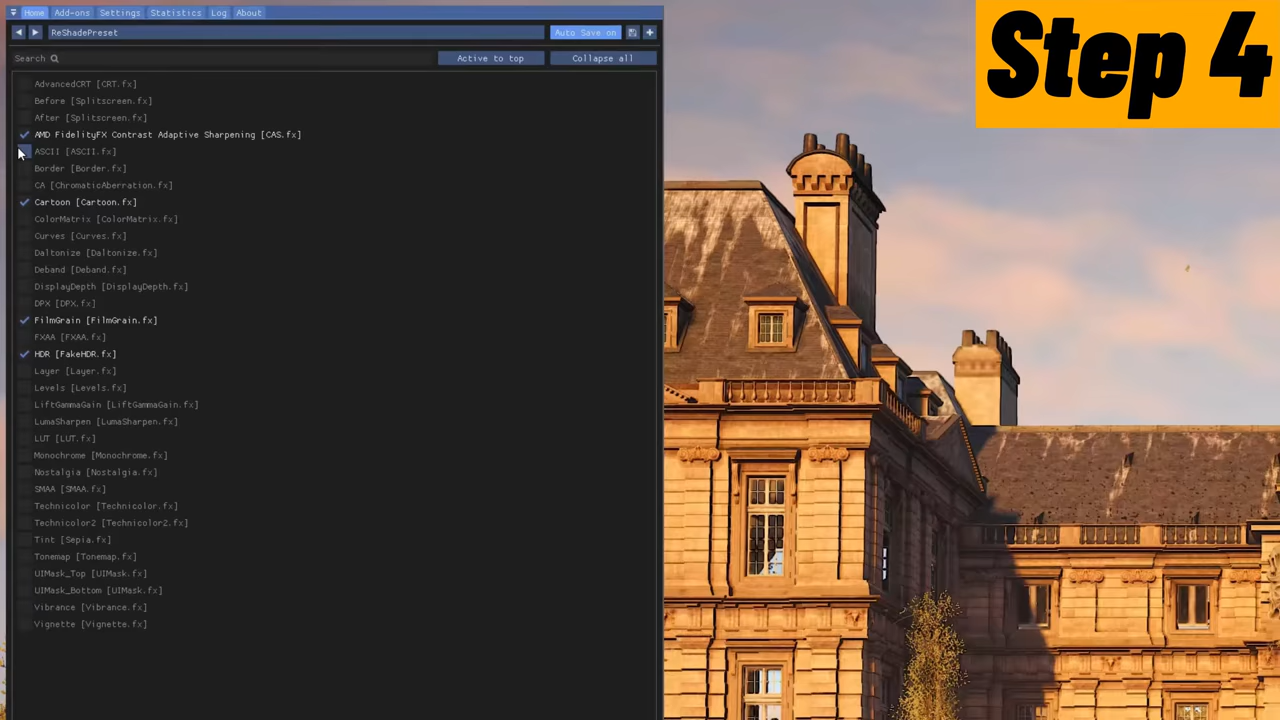 Home Add-ons Settings Statistics Log About
ReShadePreset Auto Save on
Search Active to top Collapse all
AdvancedCRT [CRT.fx]
Before [Splitscreen.fx]
After [Splitscreen.fx]
AMD FidelityFX Contrast Adaptive Sharpening [CAS.fx]
ASCII [ASCII.fx]
Border [Border.fx]
CA [ChromaticAberration.fx]
Cartoon [Cartoon.fx]
ColorMatrix [ColorMatrix.fx]
Curves [Curves.fx]
Daltonize [Daltonize.fx]
Deband [Deband.fx]
DisplayDepth [DisplayDepth.fx]
DPX [DPX.fx]
FilmGrain [FilmGrain.fx]
FXAA [FXAA.fx]
HDR [FakeHDR.fx]
Layer [Layer.fx]
Levels [Levels.fx]
LiftGammaGain [LiftGammaGain.fx]
LumaSharpen [LumaSharpen.fx]
LUT [LUT.fx]
Monochrome [Monochrome.fx]
Nostalgia [Nostalgia.fx]
SMAA [SMAA.fx]
Technicolor [Technicolor.fx]
Technicolor2 [Technicolor2.fx]
Tint [Sepia.fx]
Tonemap [Tonemap.fx]
UIMask_Top [UIMask.fx]
UIMask_Bottom [UIMask.fx]
Vibrance [Vibrance.fx]
Vignette [Vignette.fx]
Step 4